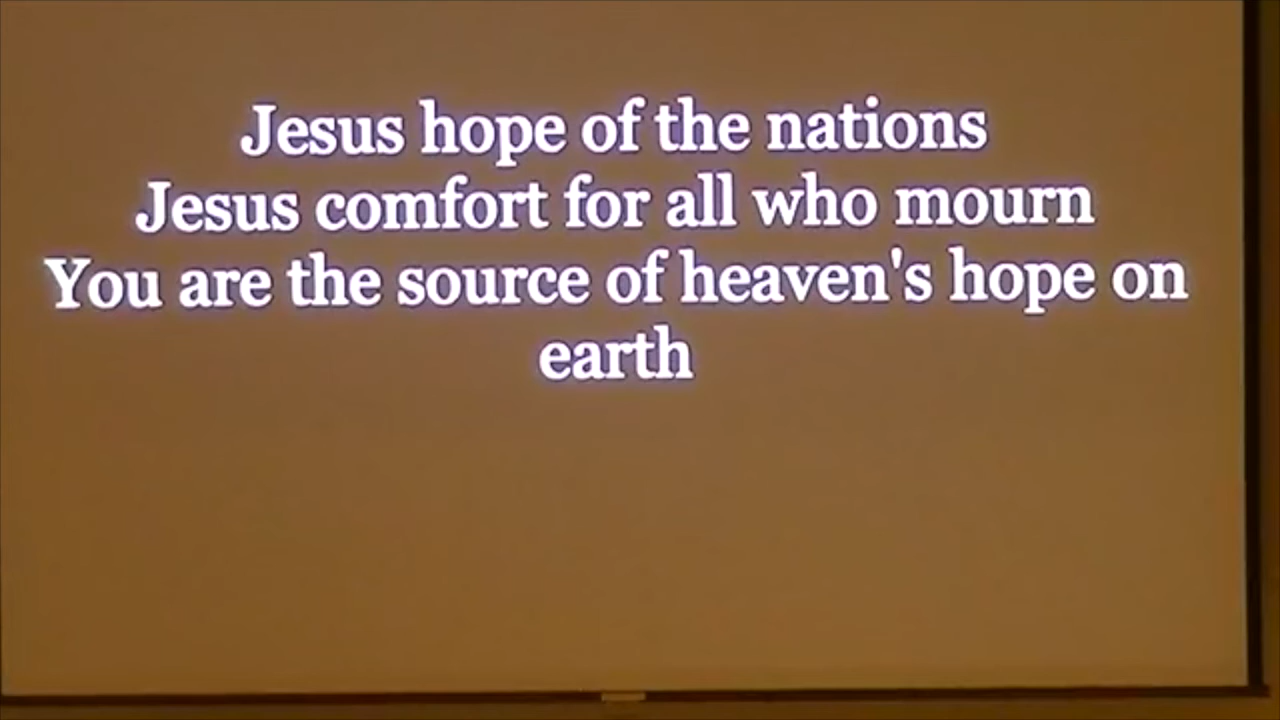 Jesus hope of the nations
Jesus comfort for all who mourn
You are the source of heaven's hope on
earth